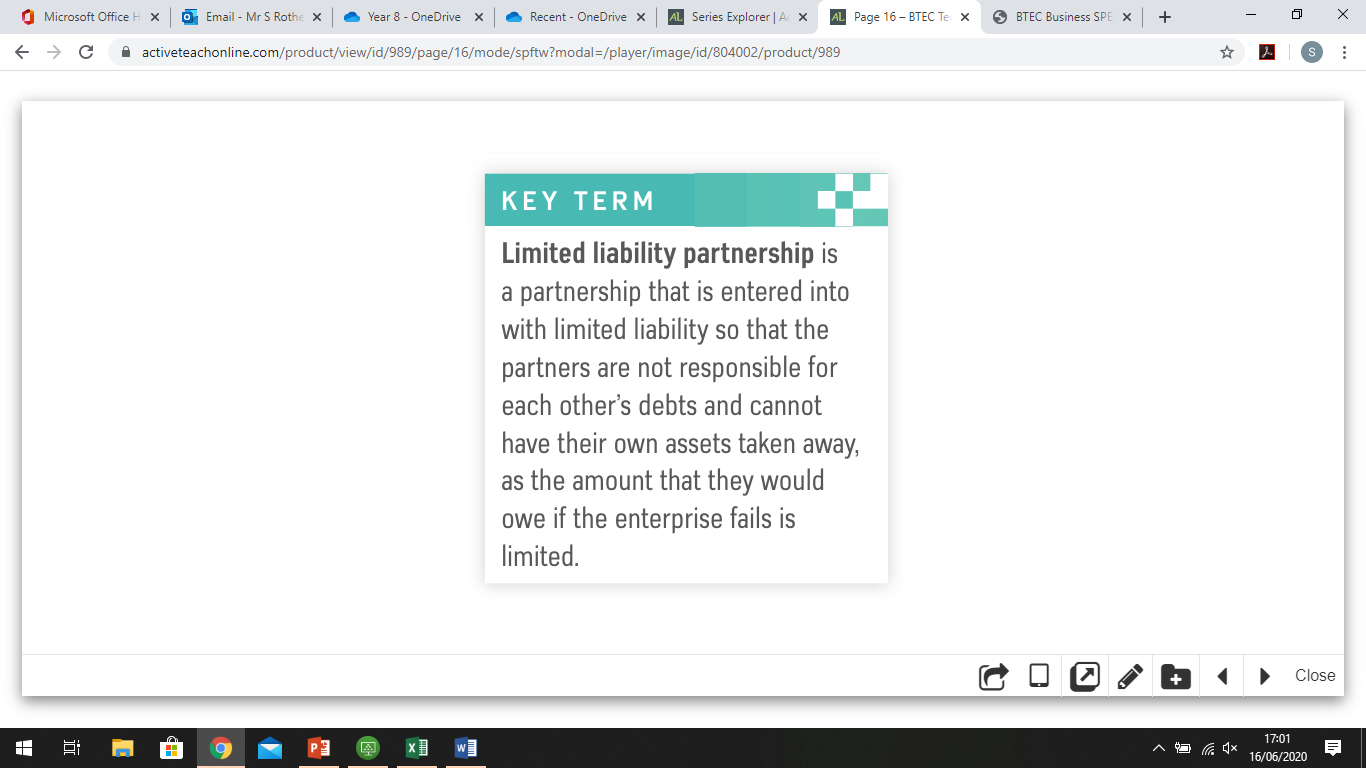 Microsoft Office H
Email - Mr S Rothe
Year 8 - OneDrive
Recent - OneDrive
Series Explorer | A
Page 16 – BTEC Te
BTEC Business SPE
activeteachonline.com/product/view/id/989/page/16/mode/spftw?modal=/player/image/id/804002/product/989
S
KEY TERM
Limited liability partnership is
a partnership that is entered into
with limited liability so that the
partners are not responsible for
each other’s debts and cannot
have their own assets taken away,
as the amount that they would
owe if the enterprise fails is
limited.
Close
17:01
16/06/2020